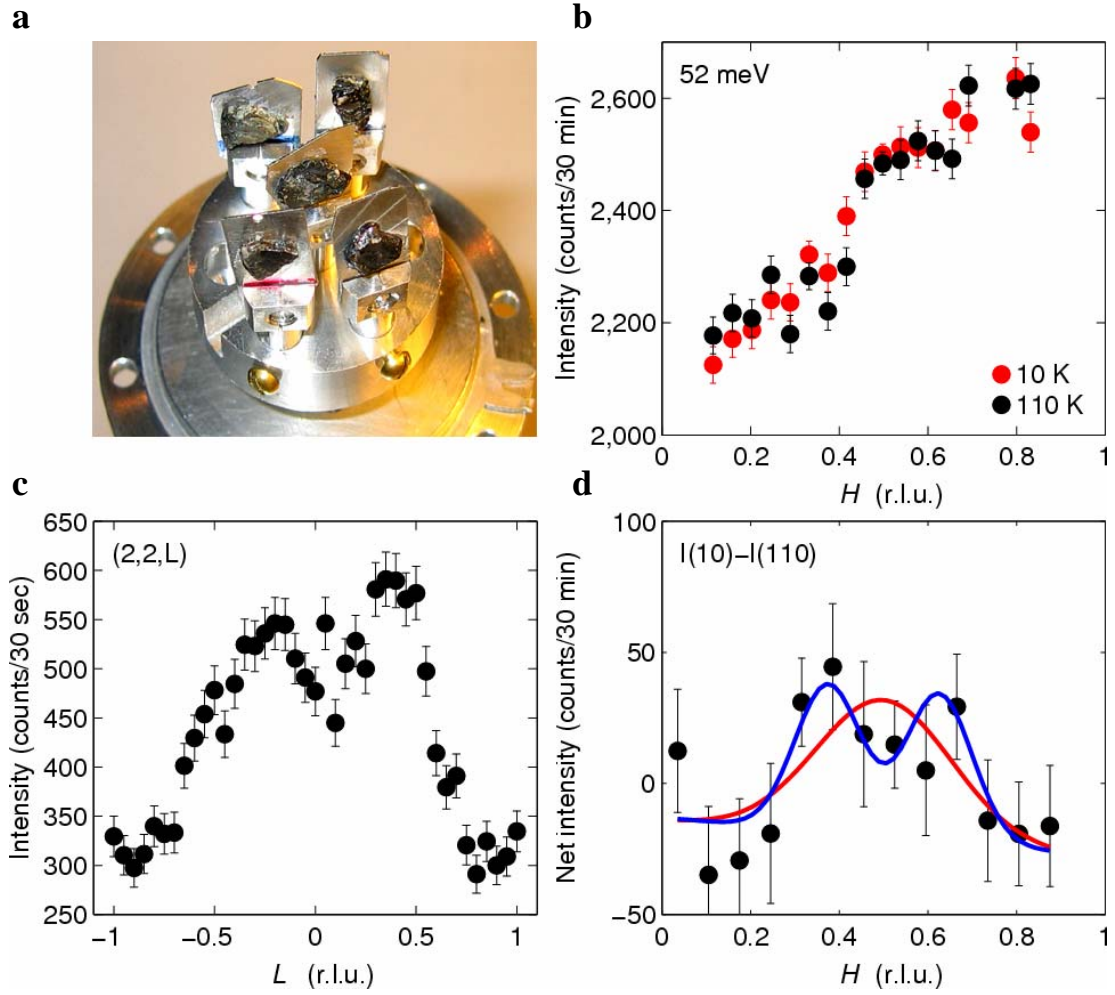 a
b
52 meV
Intensity (counts/30 min)
2,600
2,400
2,200
2,000
10 K
110 K
0
0.2
0.4
0.6
0.8
1
H (r.l.u.)
c
(2,2,L)
Intensity (counts/30 sec)
650
600
550
500
450
400
350
300
250
−1
−0.5
0
0.5
1
L (r.l.u.)
d
I(10)−I(110)
Net intensity (counts/30 min)
100
50
0
−50
0
0.2
0.4
0.6
0.8
1
H (r.l.u.)